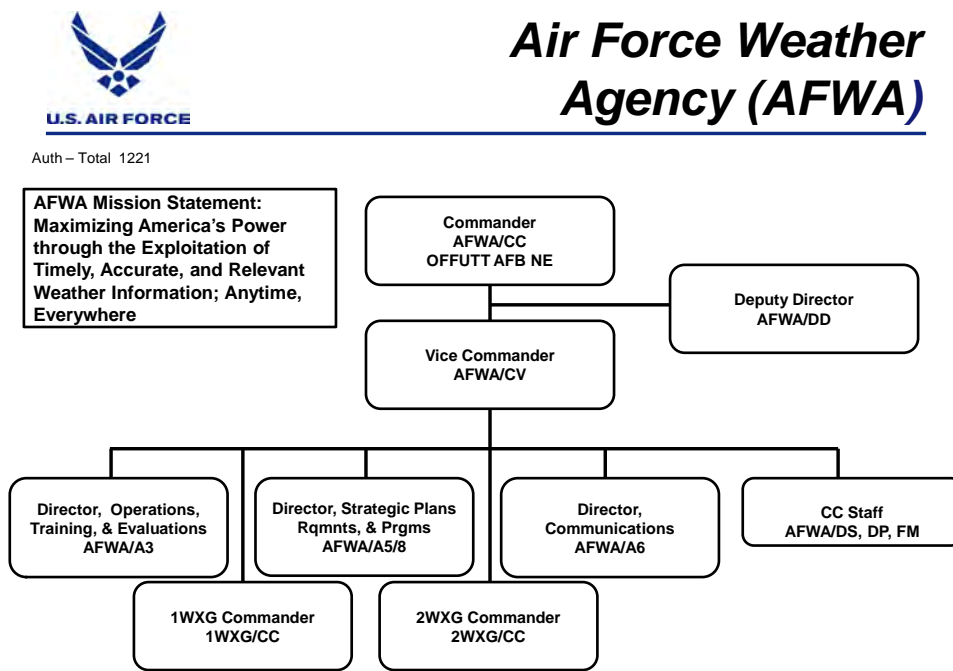 Air Force Weather
Agency (AFWA)
U.S. AIR FORCE
Auth – Total 1221
AFWA Mission Statement:
Maximizing America's Power
through the Exploitation of
Timely, Accurate, and Relevant
Weather Information; Anytime,
Everywhere
Commander
AFWA/CC
OFFUTT AFB NE
Deputy Director
AFWA/DD
Vice Commander
AFWA/CV
Director, Operations,
Training, & Evaluations
AFWA/A3
Director, Strategic Plans
Rqmnts, & Prgms
AFWA/A5/8
Director,
Communications
AFWA/A6
CC Staff
AFWA/DS, DP, FM
1WXG Commander
1WXG/CC
2WXG Commander
2WXG/CC